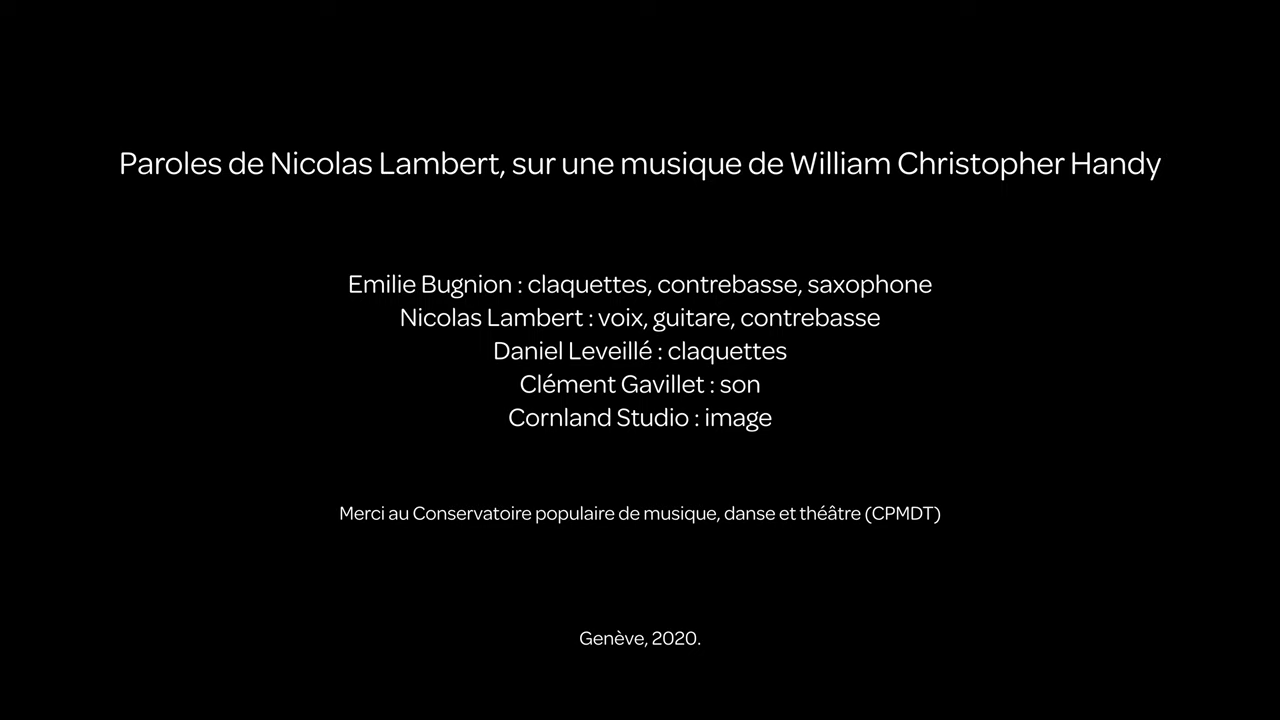 Paroles de Nicolas Lambert, sur une musique de William Christopher Handy
Emilie Bugnion : claquettes, contrebasse, saxophone
Nicolas Lambert : voix, guitare, contrebasse
Daniel Leveillé : claquettes
Clément Gavillet : son
Cornland Studio : image
Merci au Conservatoire populaire de musique, danse et théâtre (CPMDT)
Genève, 2020.